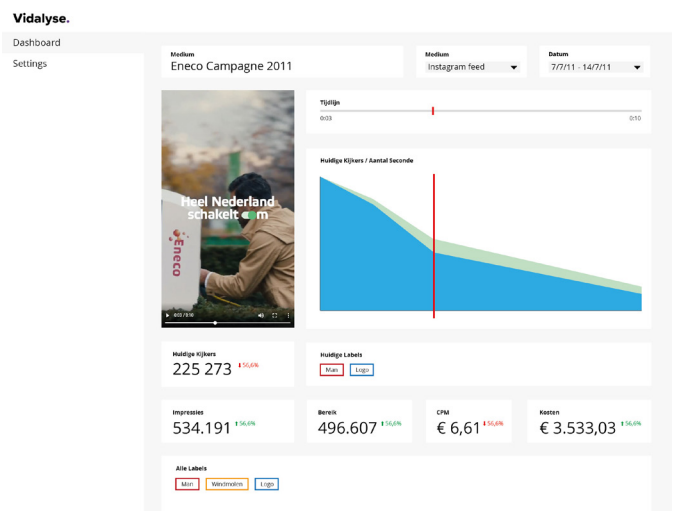 Vidalyse.
Dashboard
Settings
Medium
Eneco Campagne 2011
Medium
Instagram feed
Datum
7/7/11 - 14/7/11
Tijdlijn
0:03
0:10
Heel Nederland
schakelt om
Eneco
0:03 / 0:10
Huidige Kijkers / Aantal Seconde
Huidige Kijkers
225 273
56,6%
Huidige Labels
Man
Logo
Impressies
534.191
56,6%
Bereik
496.607
56,6%
CPM
€ 6,61
56,6%
Kosten
€ 3.533,03
56,6%
Alle Labels
Man
Windmolen
Logo